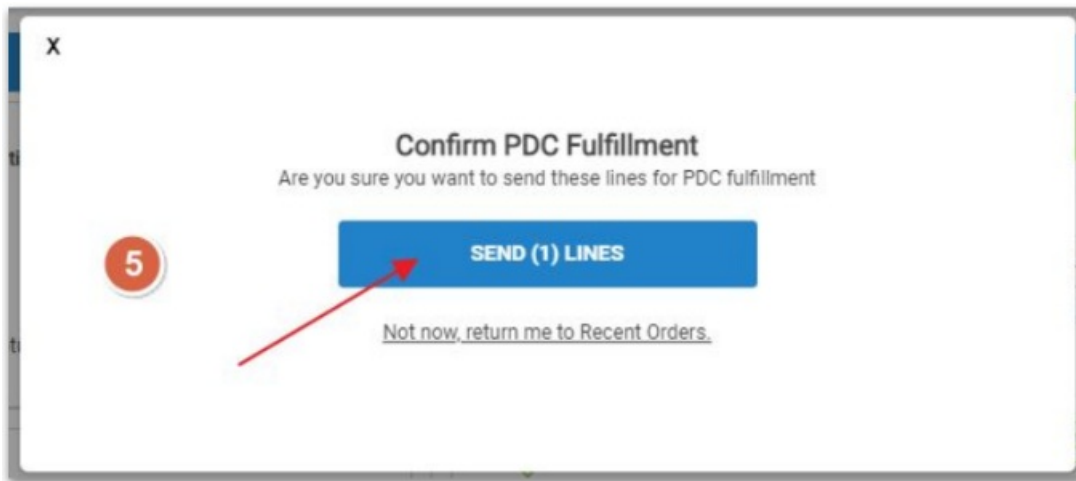 X
Confirm PDC Fulfillment
Are you sure you want to send these lines for PDC fulfillment
5
SEND (1) LINES
Not now, return me to Recent Orders.